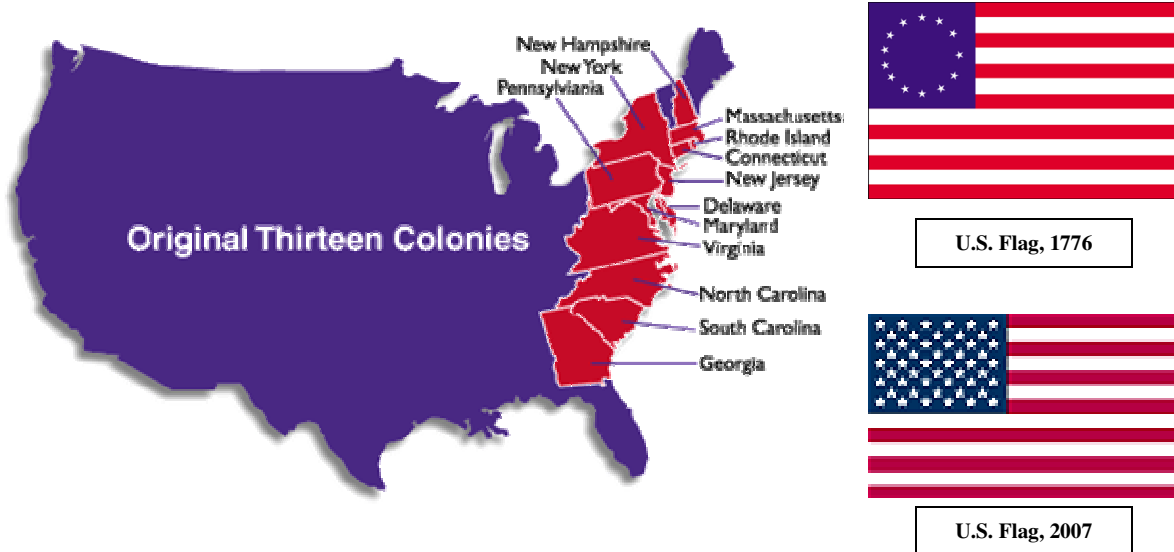 New Hampshire
New York
Pennsylviania
Massachusetts
Rhode Island
Connecticut
New Jersey
Delaware
Maryland
Virginia
Original Thirteen Colonies
North Carolina
South Carolina
Georgia
U.S. Flag, 1776
U.S. Flag, 2007